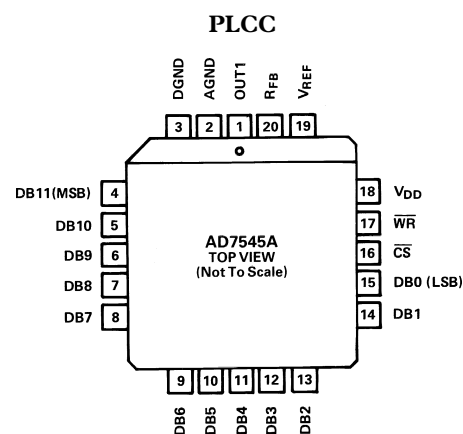 PLCC
DGND
AGND
OUT1
RFB
VREF
3 2 1 20 19
DB11(MSB) 4
DB10 5
DB9 6
DB8 7
DB7 8
AD7545A
TOP VIEW
(Not To Scale)
18 VDD
17 W̅R̅
16 C̅S̅
15 DB0 (LSB)
14 DB1
9 10 11 12 13
DB6
DB5
DB4
DB3
DB2